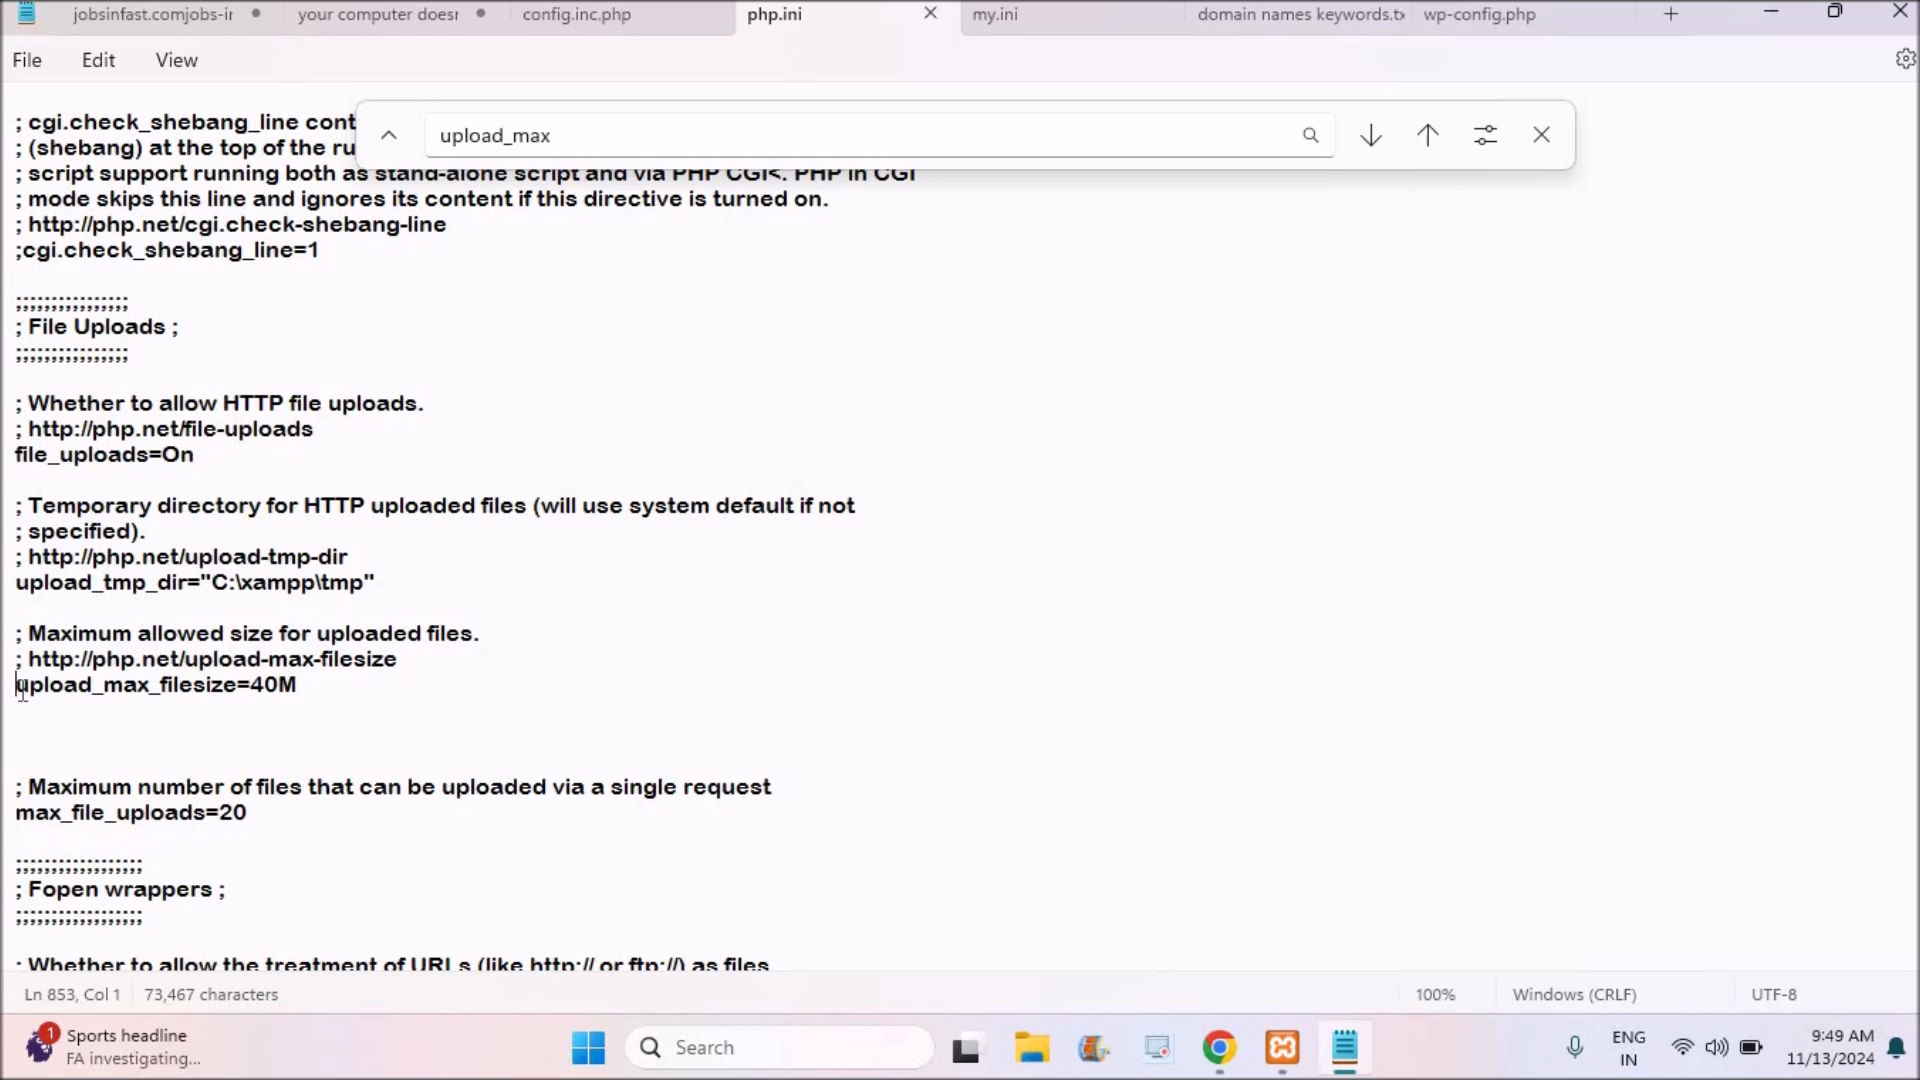 jobsinfast.comjobs-ir
your computer doesr
config.inc.php
php.ini
my.ini
domain names keywords.tx
wp-config.php
File
Edit
View
upload_max
; cgi.check_shebang_line cont
; (shebang) at the top of the ru
; script support running both as stand-alone script and via PHP CGI<. PHP in CGI
; mode skips this line and ignores its content if this directive is turned on.
; http://php.net/cgi.check-shebang-line
;cgi.check_shebang_line=1
;;;;;;;;;;;;;;;;
; File Uploads ;
;;;;;;;;;;;;;;;;
; Whether to allow HTTP file uploads.
; http://php.net/file-uploads
file_uploads=On
; Temporary directory for HTTP uploaded files (will use system default if not
; specified).
; http://php.net/upload-tmp-dir
upload_tmp_dir="C:\xampp\tmp"
; Maximum allowed size for uploaded files.
; http://php.net/upload-max-filesize
upload_max_filesize=40M
; Maximum number of files that can be uploaded via a single request
max_file_uploads=20
;;;;;;;;;;;;;;;;;;
; Fopen wrappers ;
;;;;;;;;;;;;;;;;;;
; Whether to allow the treatment of URLs (like http:// or ftp://) as files
Ln 853, Col 1
73,467 characters
100%
Windows (CRLF)
UTF-8
1
Sports headline
FA investigating...
Search
ENG
IN
9:49 AM
11/13/2024